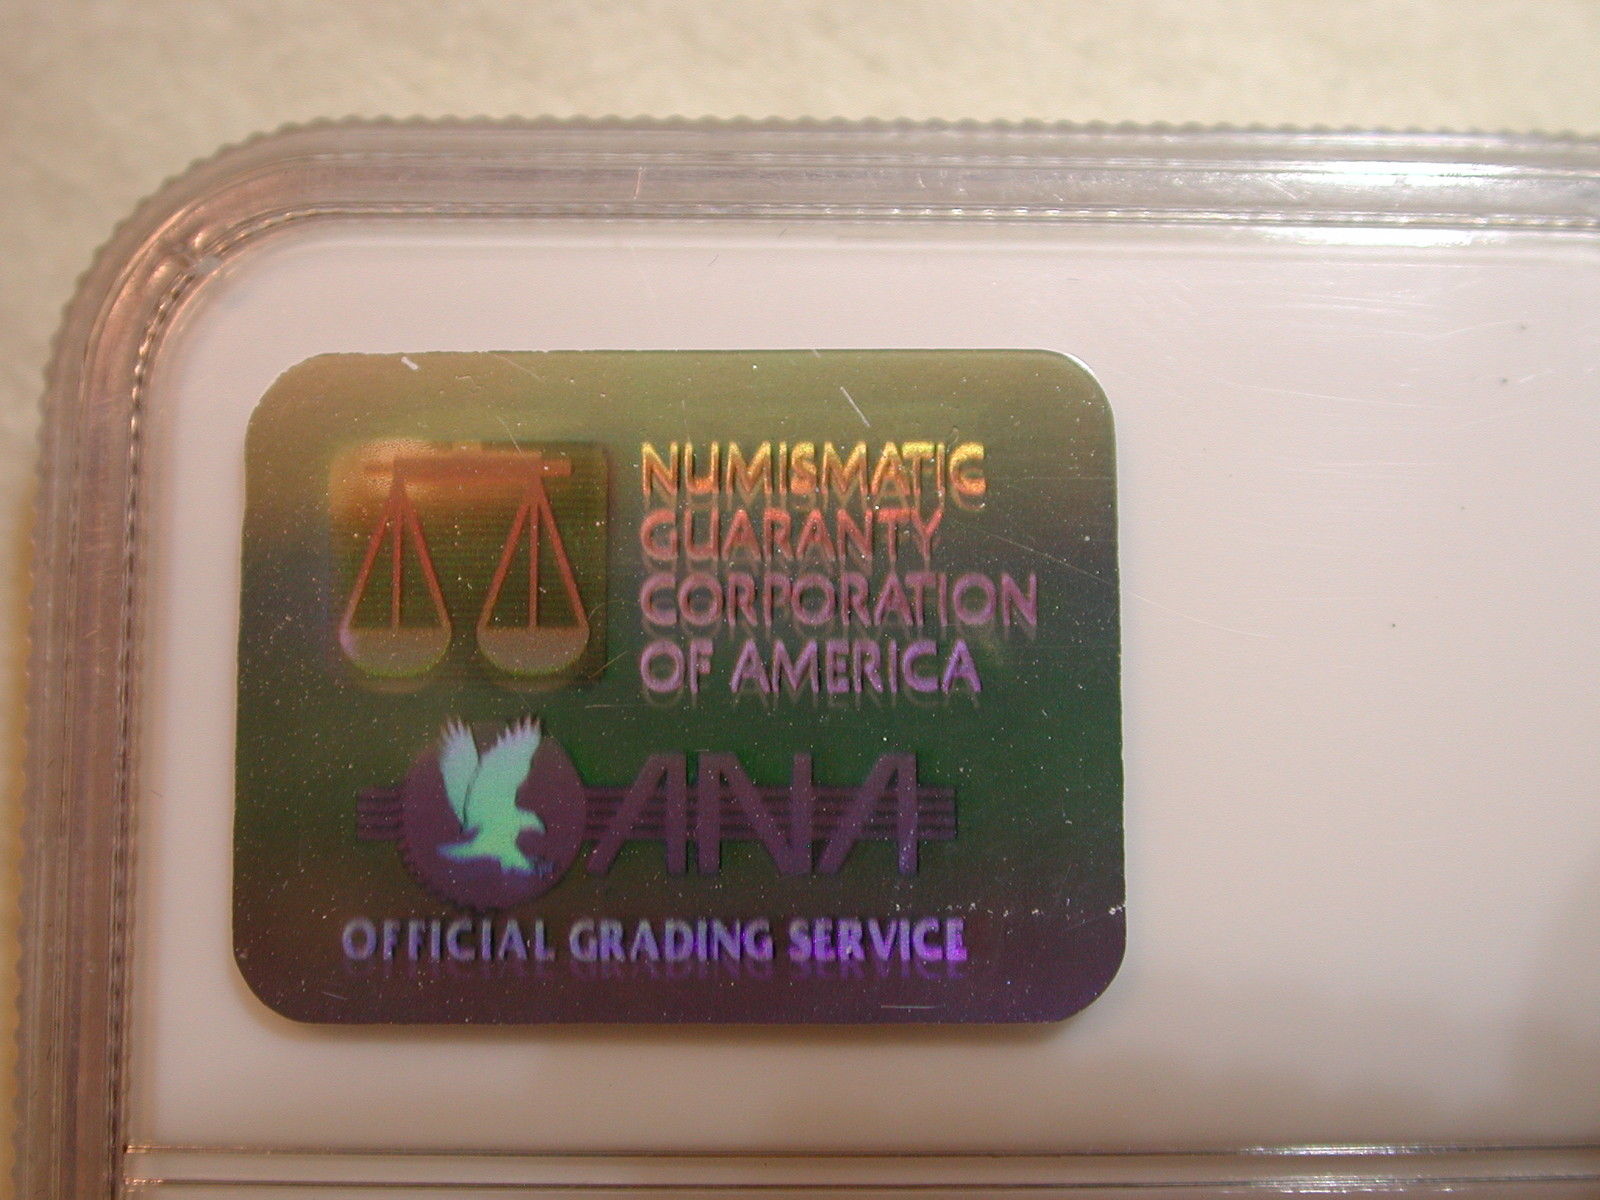 NUMISMATIC
GUARANTY
CORPORATION
OF AMERICA
ANA
OFFICIAL GRADING SERVICE